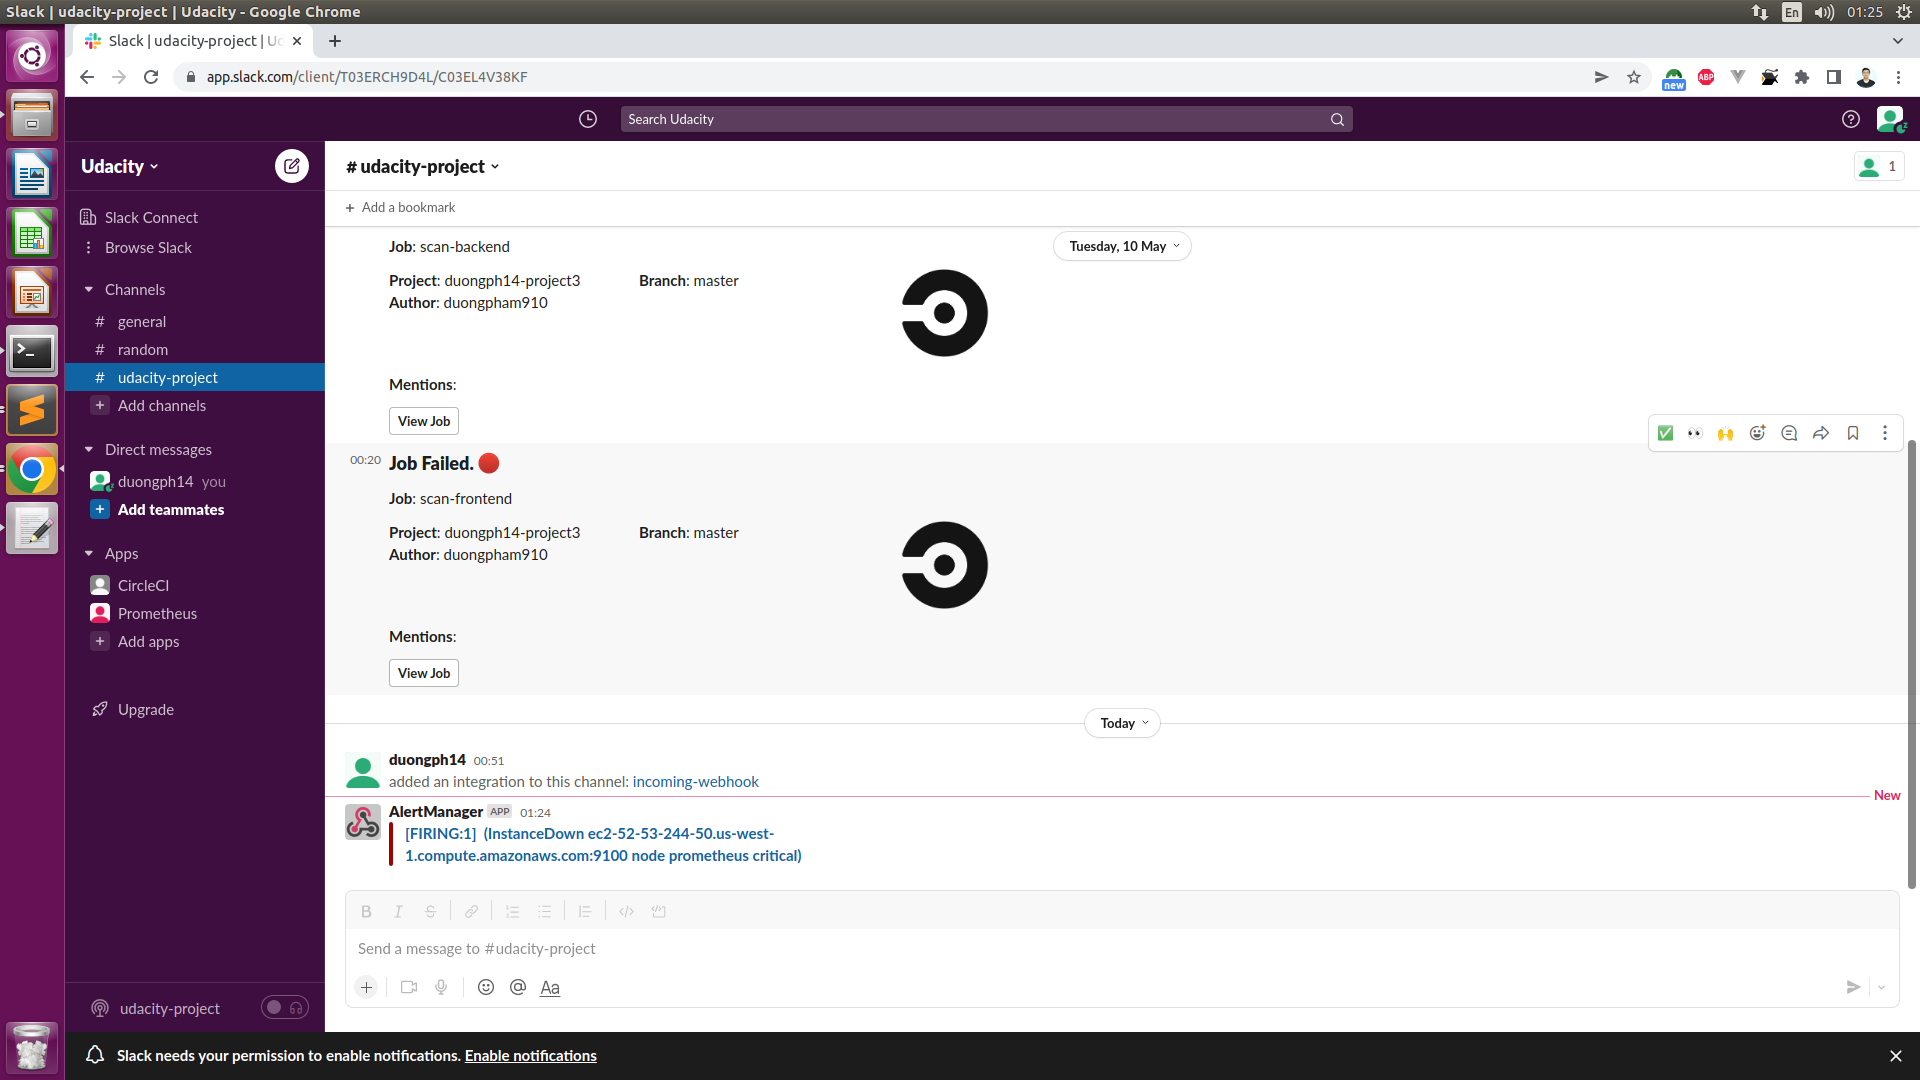 Slack | udacity-project | Udacity - Google Chrome
En
01:25
Slack | udacity-project | Ud
app.slack.com/client/T03ERCH9D4L/C03EL4V38KF
new
ABP
Search Udacity
Udacity
# udacity-project
1
+ Add a bookmark
Slack Connect
Browse Slack
Channels
# general
# random
# udacity-project
+ Add channels
Direct messages
duongph14 you
+ Add teammates
Apps
CircleCI
Prometheus
+ Add apps
Upgrade
udacity-project
Tuesday, 10 May
Job: scan-backend
Project: duongph14-project3
Branch: master
Author: duongpham910
Mentions:
View Job
00:20
Job Failed.
Job: scan-frontend
Project: duongph14-project3
Branch: master
Author: duongpham910
Mentions:
View Job
Today
duongph14 00:51
added an integration to this channel: incoming-webhook
New
AlertManager APP 01:24
[FIRING:1] (InstanceDown ec2-52-53-244-50.us-west-
1.compute.amazonaws.com:9100 node prometheus critical)
B I S
Send a message to #udacity-project
+ @ Aa
Slack needs your permission to enable notifications. Enable notifications